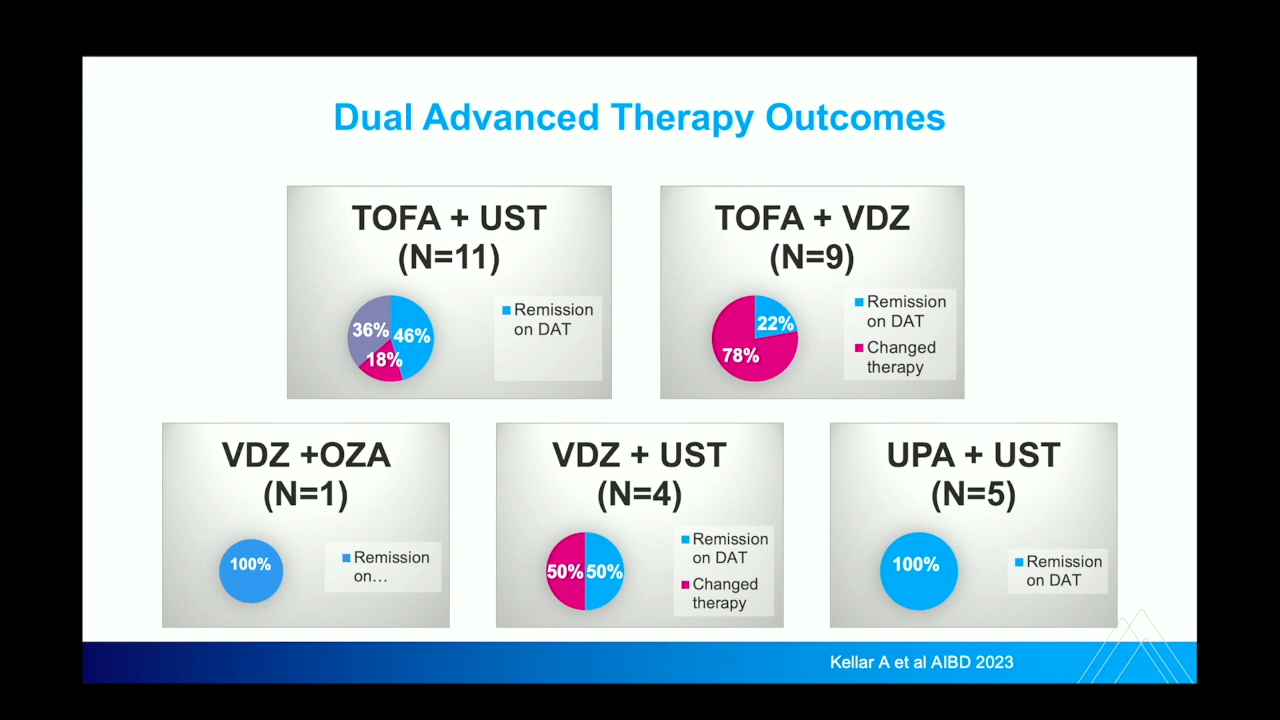 Dual Advanced Therapy Outcomes
TOFA + UST
(N=11)
36%
46%
18%
Remission
on DAT
TOFA + VDZ
(N=9)
22%
78%
Remission
on DAT
Changed
therapy
VDZ +OZA
(N=1)
100%
Remission
on…
VDZ + UST
(N=4)
50%
50%
Remission
on DAT
Changed
therapy
UPA + UST
(N=5)
100%
Remission
on DAT
Kellar A et al AIBD 2023